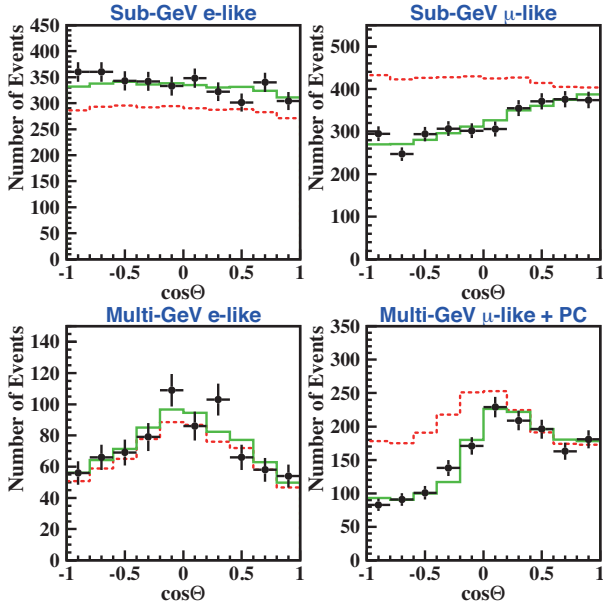 Sub-GeV e-like
Number of Events
450
400
350
300
250
200
150
100
50
0
-1 -0.5 0 0.5 1
cosΘ
Sub-GeV μ-like
Number of Events
500
400
300
200
100
0
-1 -0.5 0 0.5 1
cosΘ
Multi-GeV e-like
Number of Events
140
120
100
80
60
40
20
0
-1 -0.5 0 0.5 1
cosΘ
Multi-GeV μ-like + PC
Number of Events
350
300
250
200
150
100
50
0
-1 -0.5 0 0.5 1
cosΘ